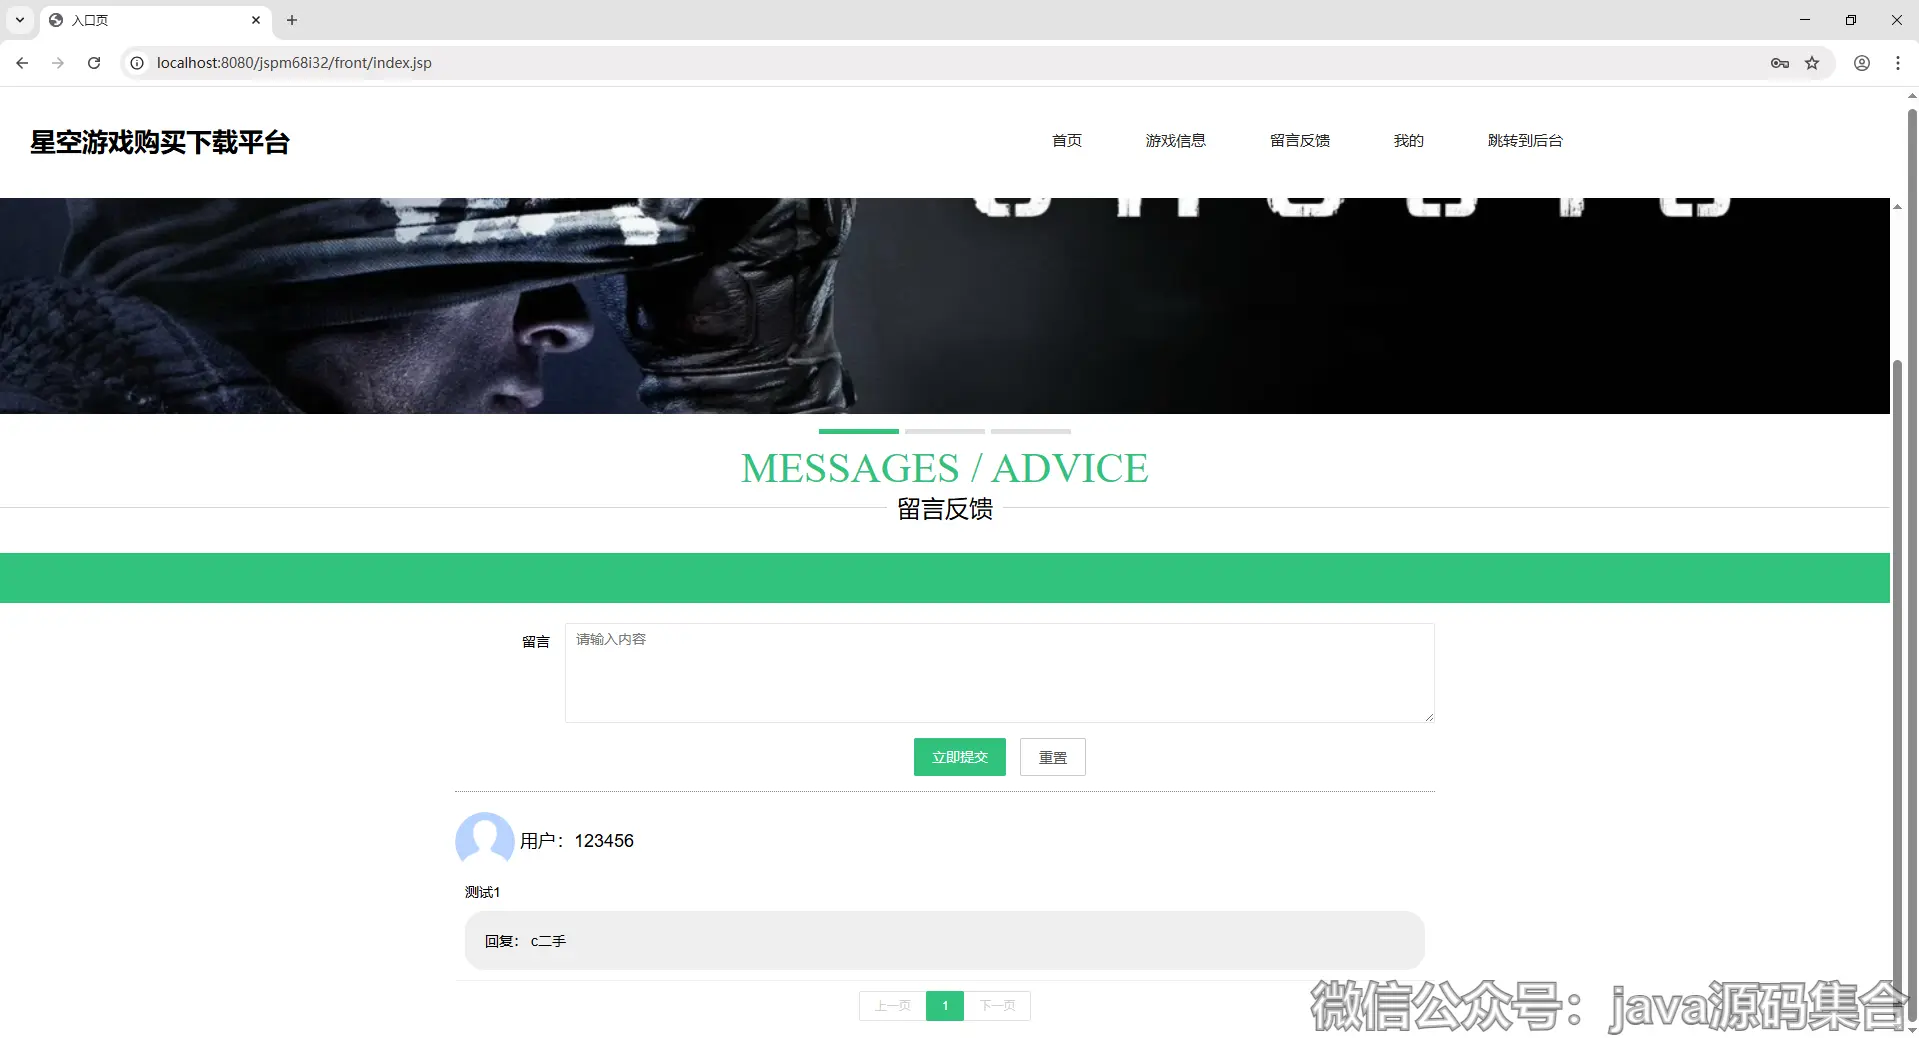 入口页
localhost:8080/jspm68i32/front/index.jsp
星空游戏购买下载平台
首页 游戏信息 留言反馈 我的 跳转到后台
MESSAGES / ADVICE
留言反馈
留言 请输入内容
立即提交 重置
用户：123456
测试1
回复： c二手
上一页 1 下一页
微信公众号：java源码集合